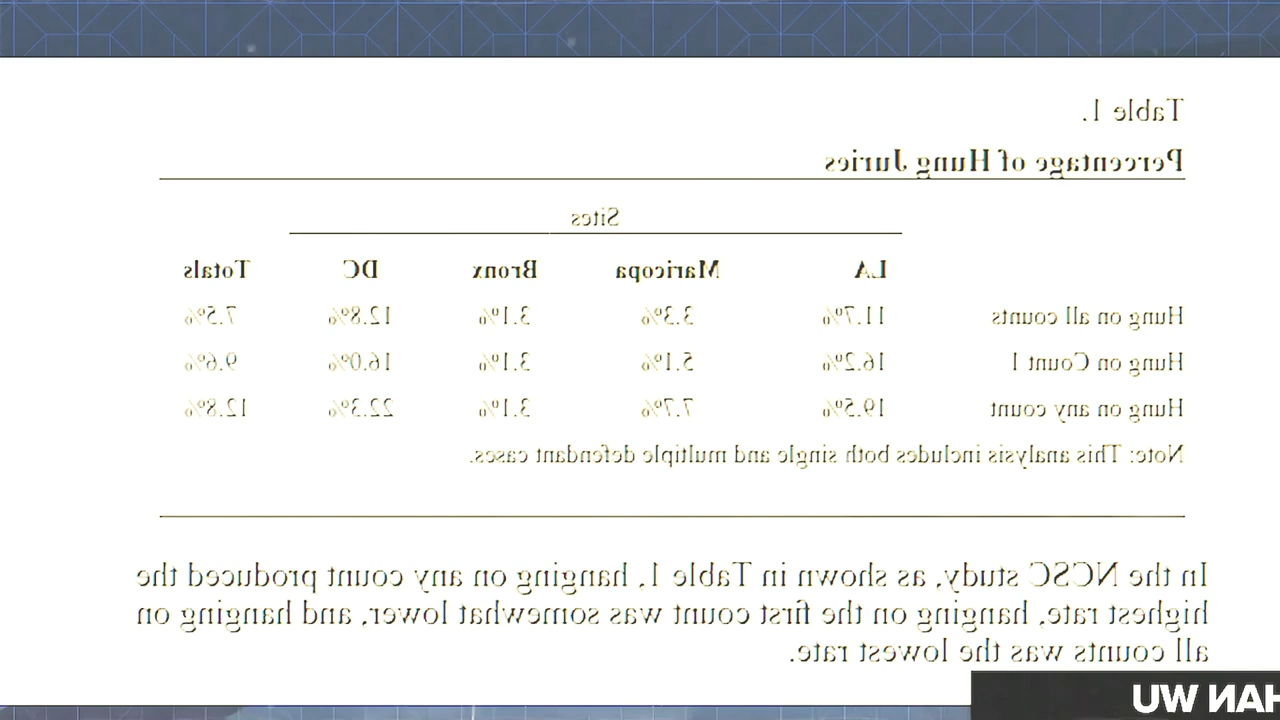 Table 1.
Percentage of Hung Juries
Sites
LA Maricopa Bronx DC Totals
Hung on all counts 11.7% 3.3% 3.1% 12.8% 7.5%
Hung on Count 1 16.2% 5.1% 3.1% 16.0% 9.6%
Hung on any count 19.5% 7.7% 3.1% 22.3% 12.8%
Note: This analysis includes both single and multiple defendant cases.
In the NCSC study, as shown in Table 1, hanging on any count produced the
highest rate, hanging on the first count was somewhat lower, and hanging on
all counts was the lowest rate.